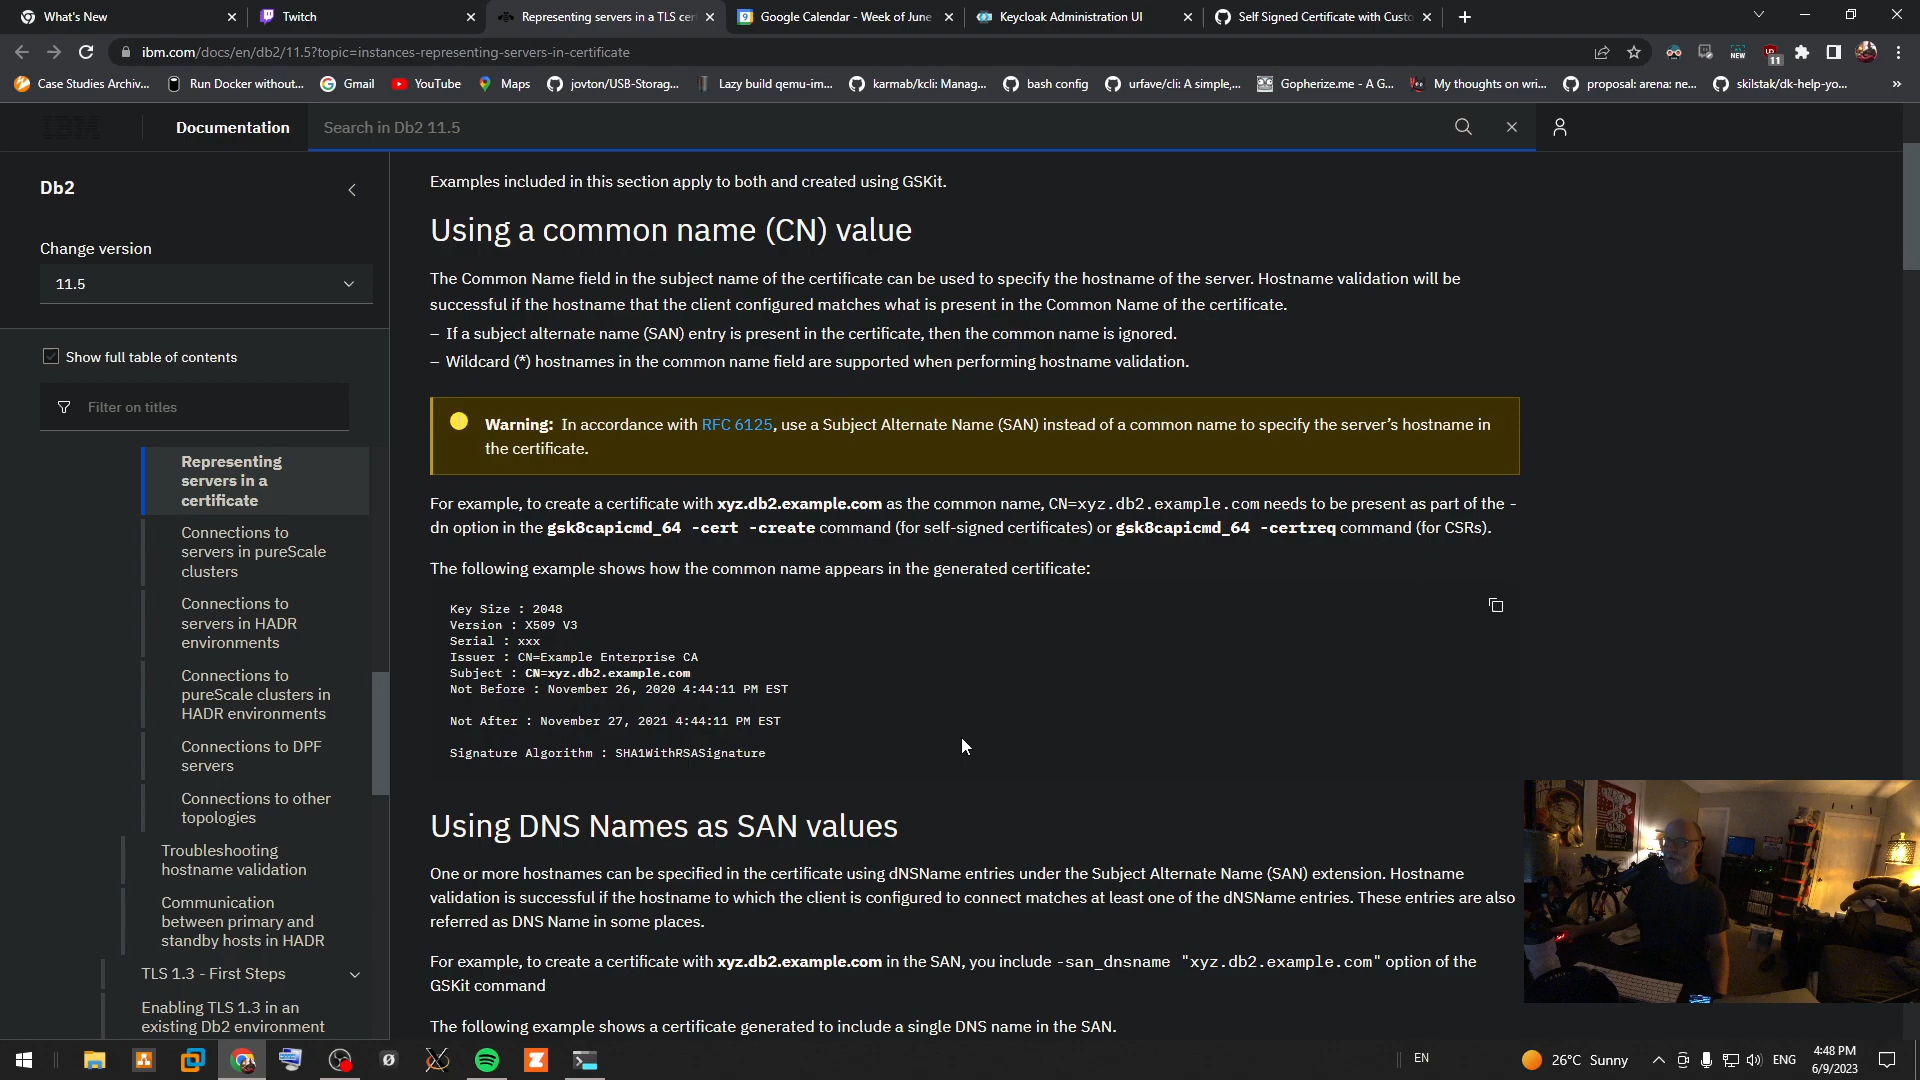 What's New
Twitch
Representing servers in a TLS cer
Google Calendar - Week of June
Keycloak Administration UI
Self Signed Certificate with Custo
ibm.com/docs/en/db2/11.5?topic=instances-representing-servers-in-certificate
NEW
11
Case Studies Archiv...
Run Docker without...
Gmail
YouTube
Maps
jovton/USB-Storag...
Lazy build qemu-im...
karmab/kcli: Manag...
bash config
urfave/cli: A simple,...
Gopherize.me - A G...
My thoughts on wri...
proposal: arena: ne...
skilstak/dk-help-yo...
»
IBM
Documentation
Search in Db2 11.5
Db2
Change version
11.5
Show full table of contents
Filter on titles
Representing
servers in a
certificate
Connections to
servers in pureScale
clusters
Connections to
servers in HADR
environments
Connections to
pureScale clusters in
HADR environments
Connections to DPF
servers
Connections to other
topologies
Troubleshooting
hostname validation
Communication
between primary and
standby hosts in HADR
TLS 1.3 - First Steps
Enabling TLS 1.3 in an
existing Db2 environment
Examples included in this section apply to both and created using GSKit.
Using a common name (CN) value
The Common Name field in the subject name of the certificate can be used to specify the hostname of the server. Hostname validation will be
successful if the hostname that the client configured matches what is present in the Common Name of the certificate.
– If a subject alternate name (SAN) entry is present in the certificate, then the common name is ignored.
– Wildcard (*) hostnames in the common name field are supported when performing hostname validation.
Warning: In accordance with RFC 6125, use a Subject Alternate Name (SAN) instead of a common name to specify the server's hostname in
the certificate.
For example, to create a certificate with xyz.db2.example.com as the common name, CN=xyz.db2.example.com needs to be present as part of the -
dn option in the gsk8capicmd_64 -cert -create command (for self-signed certificates) or gsk8capicmd_64 -certreq command (for CSRs).
The following example shows how the common name appears in the generated certificate:
Key Size : 2048
Version : X509 V3
Serial : xxx
Issuer : CN=Example Enterprise CA
Subject : CN=xyz.db2.example.com
Not Before : November 26, 2020 4:44:11 PM EST
Not After : November 27, 2021 4:44:11 PM EST
Signature Algorithm : SHA1WithRSASignature
Using DNS Names as SAN values
One or more hostnames can be specified in the certificate using dNSName entries under the Subject Alternate Name (SAN) extension. Hostname
validation is successful if the hostname to which the client is configured to connect matches at least one of the dNSName entries. These entries are also
referred as DNS Name in some places.
For example, to create a certificate with xyz.db2.example.com in the SAN, you include -san_dnsname "xyz.db2.example.com" option of the
GSKit command
The following example shows a certificate generated to include a single DNS name in the SAN.
EN
26°C Sunny
ENG
4:48 PM
6/9/2023